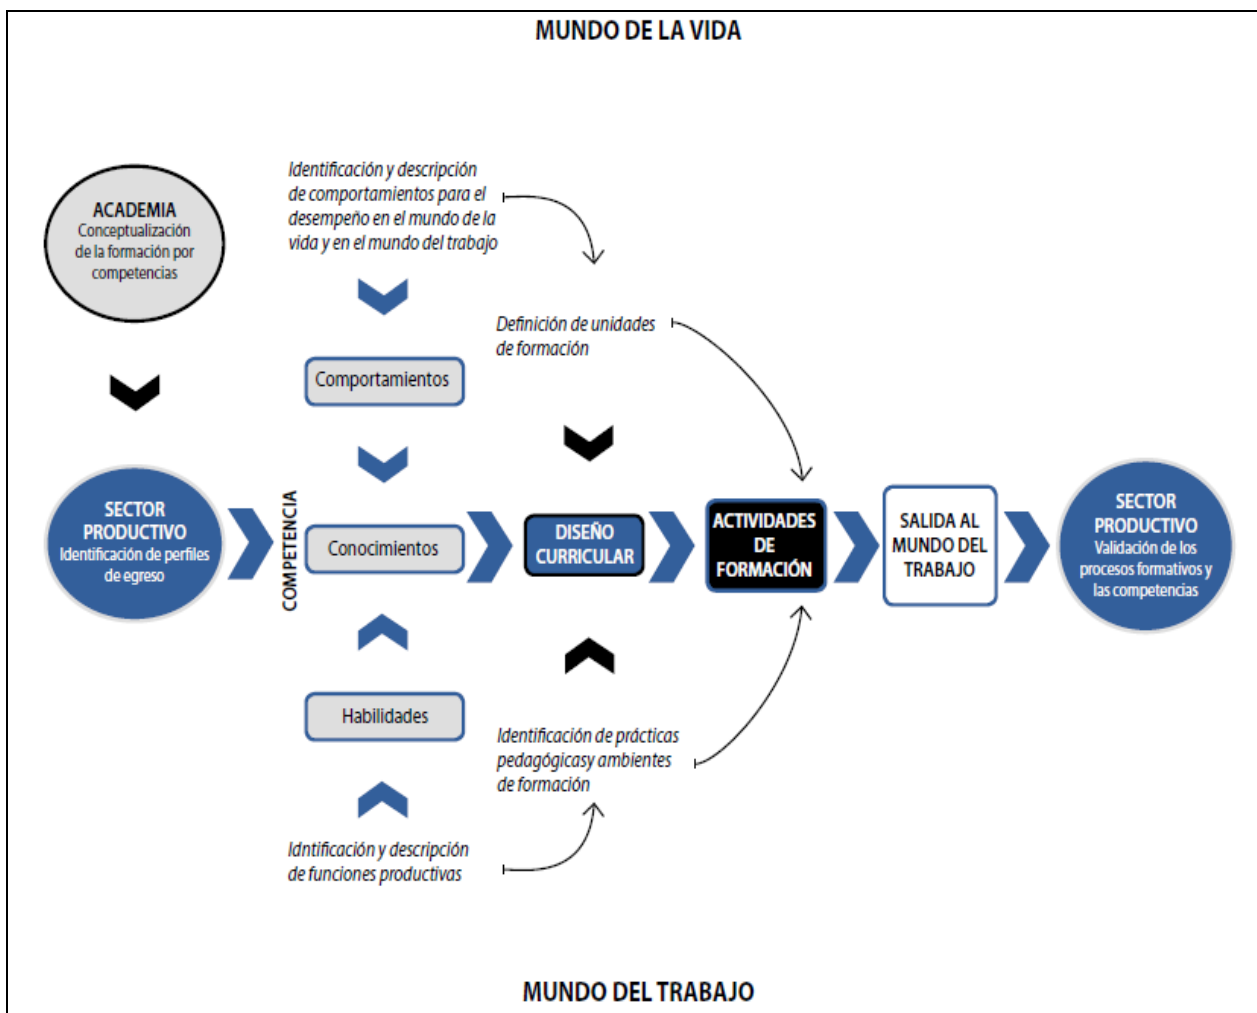 MUNDO DE LA VIDA
Identificación y descripción
de comportamientos para el
desempeño en el mundo de la
vida y en el mundo del trabajo
ACADEMIA
Conceptualización
de la formación por
competencias
Definición de unidades
de formación
Comportamientos
SECTOR
PRODUCTIVO
Identificación de perfiles
de egreso
COMPETENCIA
Conocimientos
DISEÑO
CURRICULAR
ACTIVIDADES
DE
FORMACIÓN
SALIDA AL
MUNDO DEL
TRABAJO
SECTOR
PRODUCTIVO
Validación de los
procesos formativos y
las competencias
Habilidades
Identificación de prácticas
pedagógicasy ambientes
de formación
Idntificación y descripción
de funciones productivas
MUNDO DEL TRABAJO